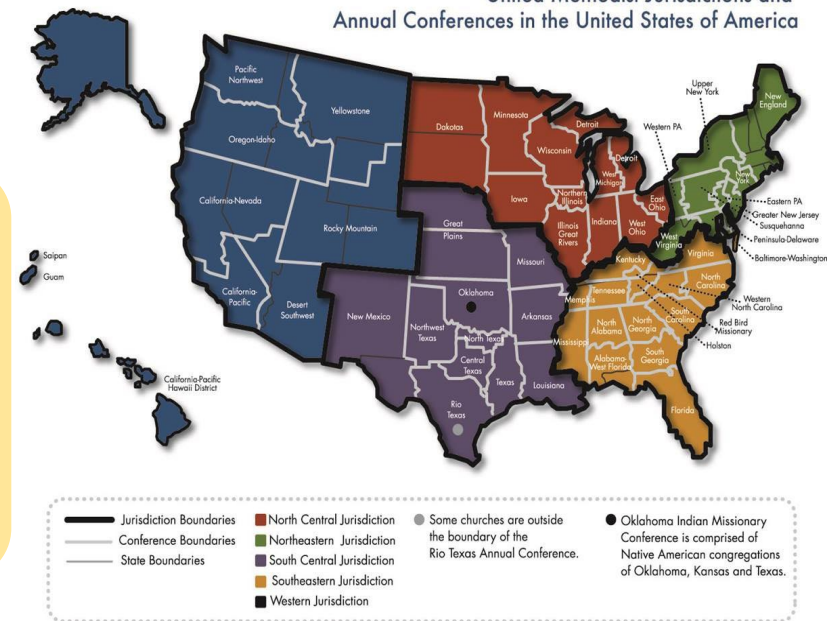 United Methodist Jurisdictions and
Annual Conferences in the United States of America
Pacific
Northwest
Yellowstone
Oregon-Idaho
California-Nevada
Rocky Mountain
California-
Pacific
Desert
Southwest
Saipan
Guam
California-Pacific
Hawaii District
Dakotas
Minnesota
Wisconsin
Detroit
Detroit
West
Michigan
Iowa
Northern
Illinois
Illinois
Great
Rivers
Indiana
West
Ohio
East
Ohio
Upper
New York
Western PA
New
England
New
York
Eastern PA
Greater New Jersey
Susquehanna
Peninsula-Delaware
Baltimore-Washington
West
Virginia
Great
Plains
Missouri
Oklahoma
Arkansas
New Mexico
Northwest
Texas
North Texas
Central
Texas
Texas
Louisiana
Rio
Texas
Kentucky
Virginia
Tennessee
Memphis
North
Carolina
Western
North Carolina
South
Carolina
Red Bird
Missionary
Holston
Mississippi
North
Alabama
North
Georgia
Alabama-
West Florida
South
Georgia
Florida
Jurisdiction Boundaries
Conference Boundaries
State Boundaries
North Central Jurisdiction
Northeastern Jurisdiction
South Central Jurisdiction
Southeastern Jurisdiction
Western Jurisdiction
Some churches are outside
the boundary of the
Rio Texas Annual Conference.
Oklahoma Indian Missionary
Conference is comprised of
Native American congregations
of Oklahoma, Kansas and Texas.